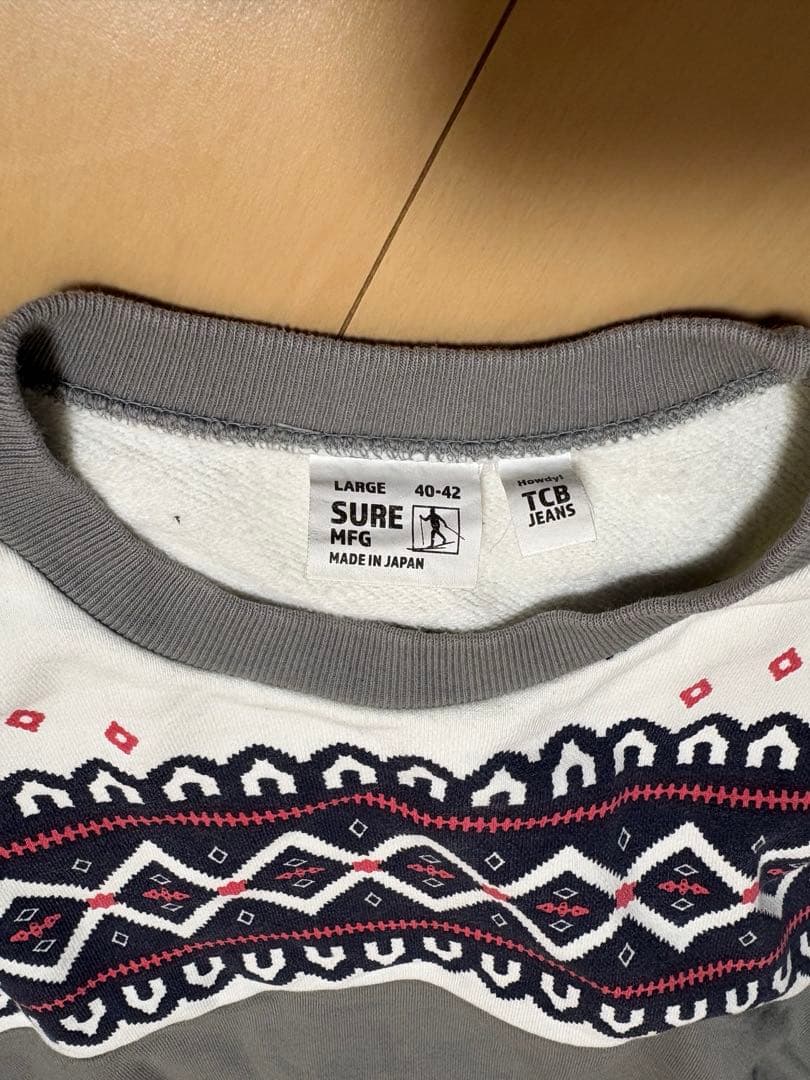 LARGE 40-42
SURE
MFG
MADE IN JAPAN
Howdy!
TCB
JEANS